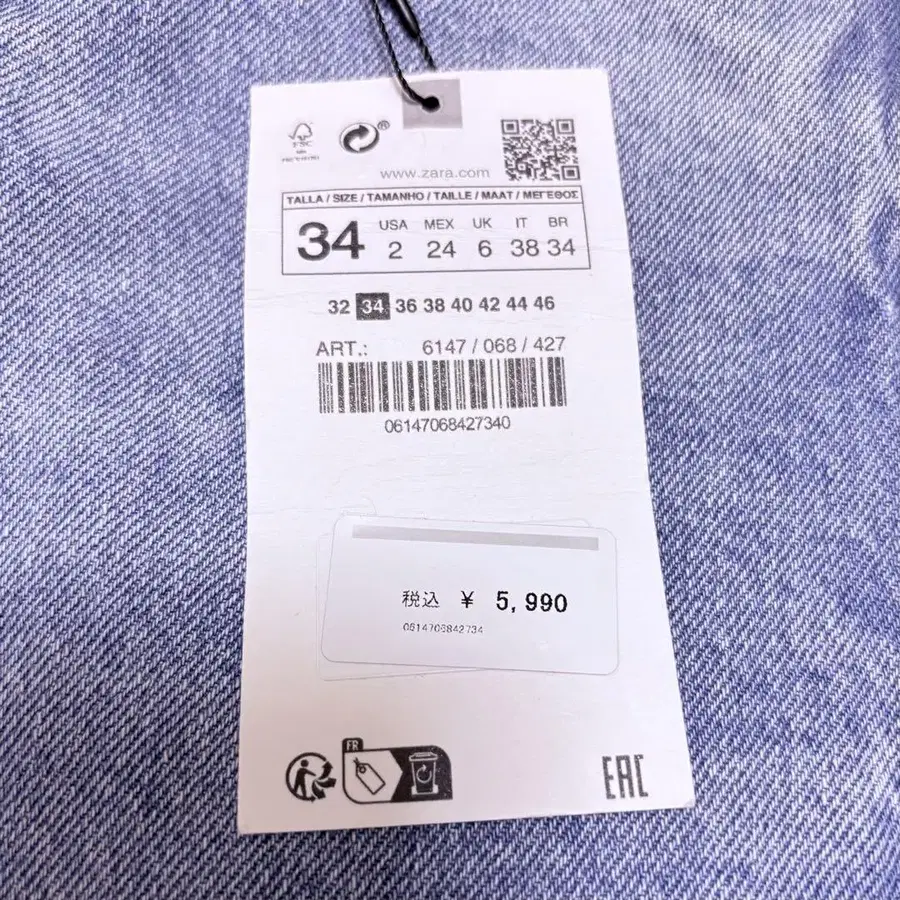 FSC
®
www.zara.com
TALLA / SIZE / TAMANHO / TAILLE / MAAT / ΜΕΓΕΘΟΣ
34 USA 2 MEX 24 UK 6 IT 38 BR 34
32 34 36 38 40 42 44 46
ART.: 6147 / 068 / 427
06147068427340
税込 ¥ 5,990
0614706842734
FR
EAC